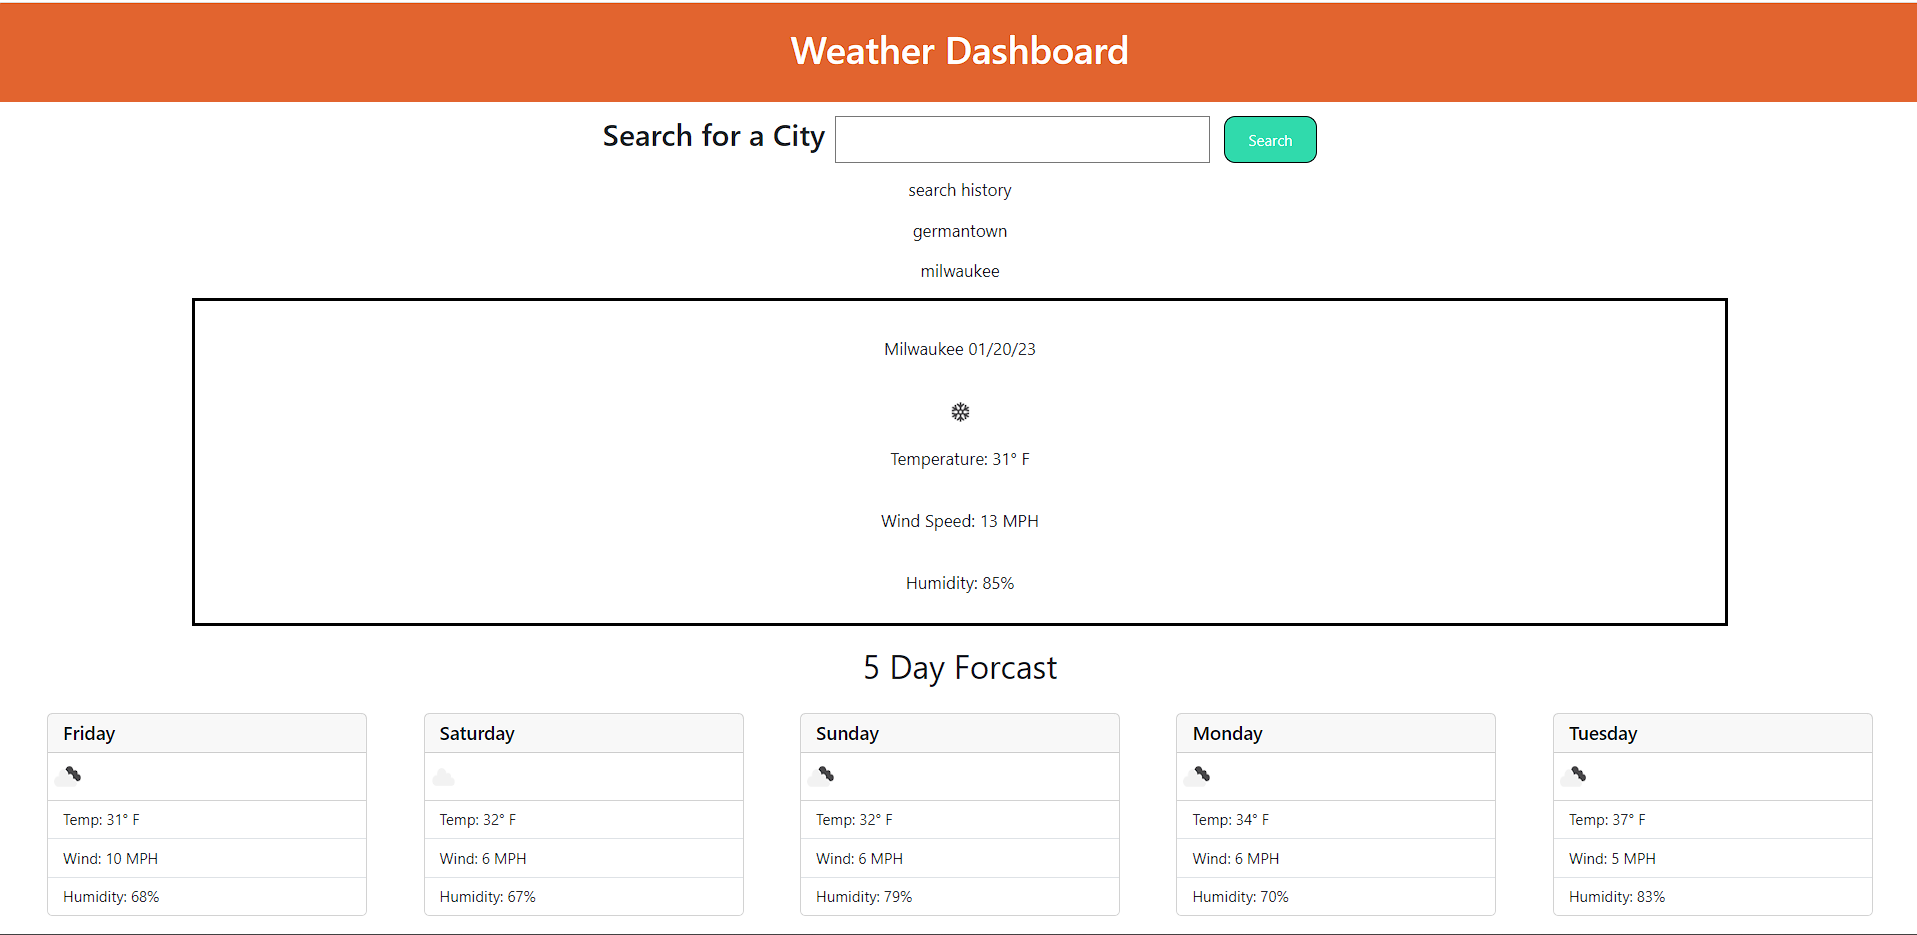 Weather Dashboard
Search for a City
Search
search history
germantown
milwaukee
Milwaukee 01/20/23
Temperature: 31° F
Wind Speed: 13 MPH
Humidity: 85%
5 Day Forcast
Friday
Temp: 31° F
Wind: 10 MPH
Humidity: 68%
Saturday
Temp: 32° F
Wind: 6 MPH
Humidity: 67%
Sunday
Temp: 32° F
Wind: 6 MPH
Humidity: 79%
Monday
Temp: 34° F
Wind: 6 MPH
Humidity: 70%
Tuesday
Temp: 37° F
Wind: 5 MPH
Humidity: 83%